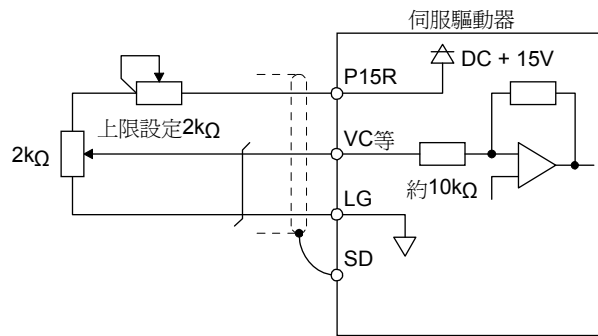 伺服驅動器
DC + 15V
P15R
上限設定2kΩ
VC等
2kΩ
約10kΩ
LG
SD